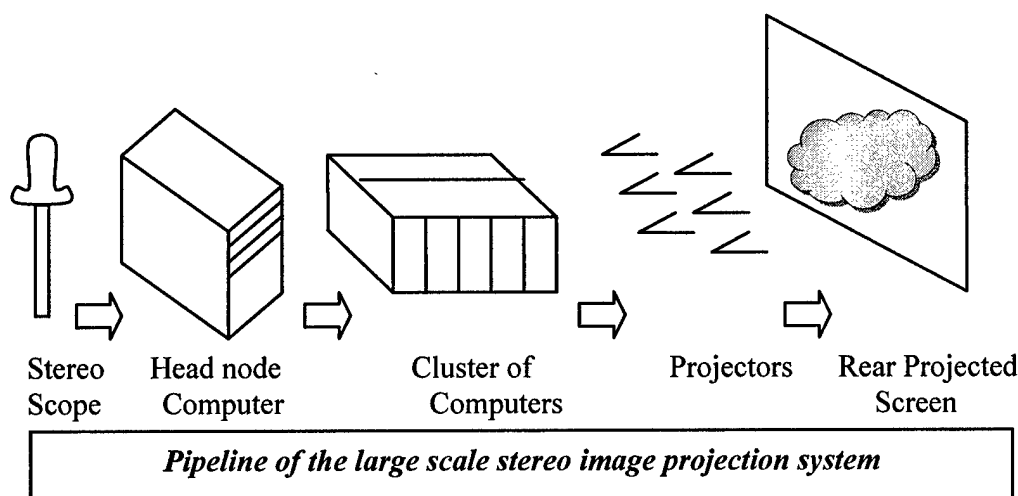 Stereo Scope
Head node Computer
Cluster of Computers
Projectors
Rear Projected Screen
Pipeline of the large scale stereo image projection system